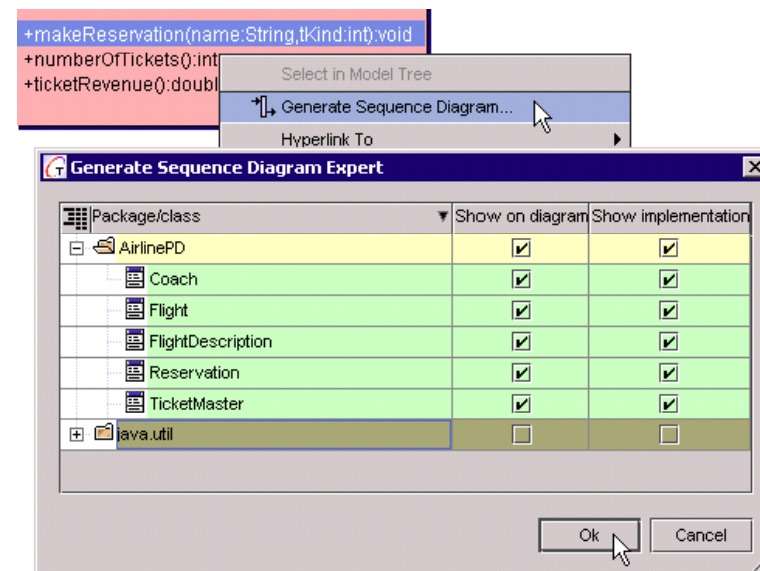 +makeReservation(name:String,tKind:int):void
+numberOfTickets():int
+ticketRevenue():doubl
Select in Model Tree
Generate Sequence Diagram...
Hyperlink To
Generate Sequence Diagram Expert
Package/class Show on diagram Show implementation
AirlinePD
Coach
Flight
FlightDescription
Reservation
TicketMaster
java.util
Ok Cancel